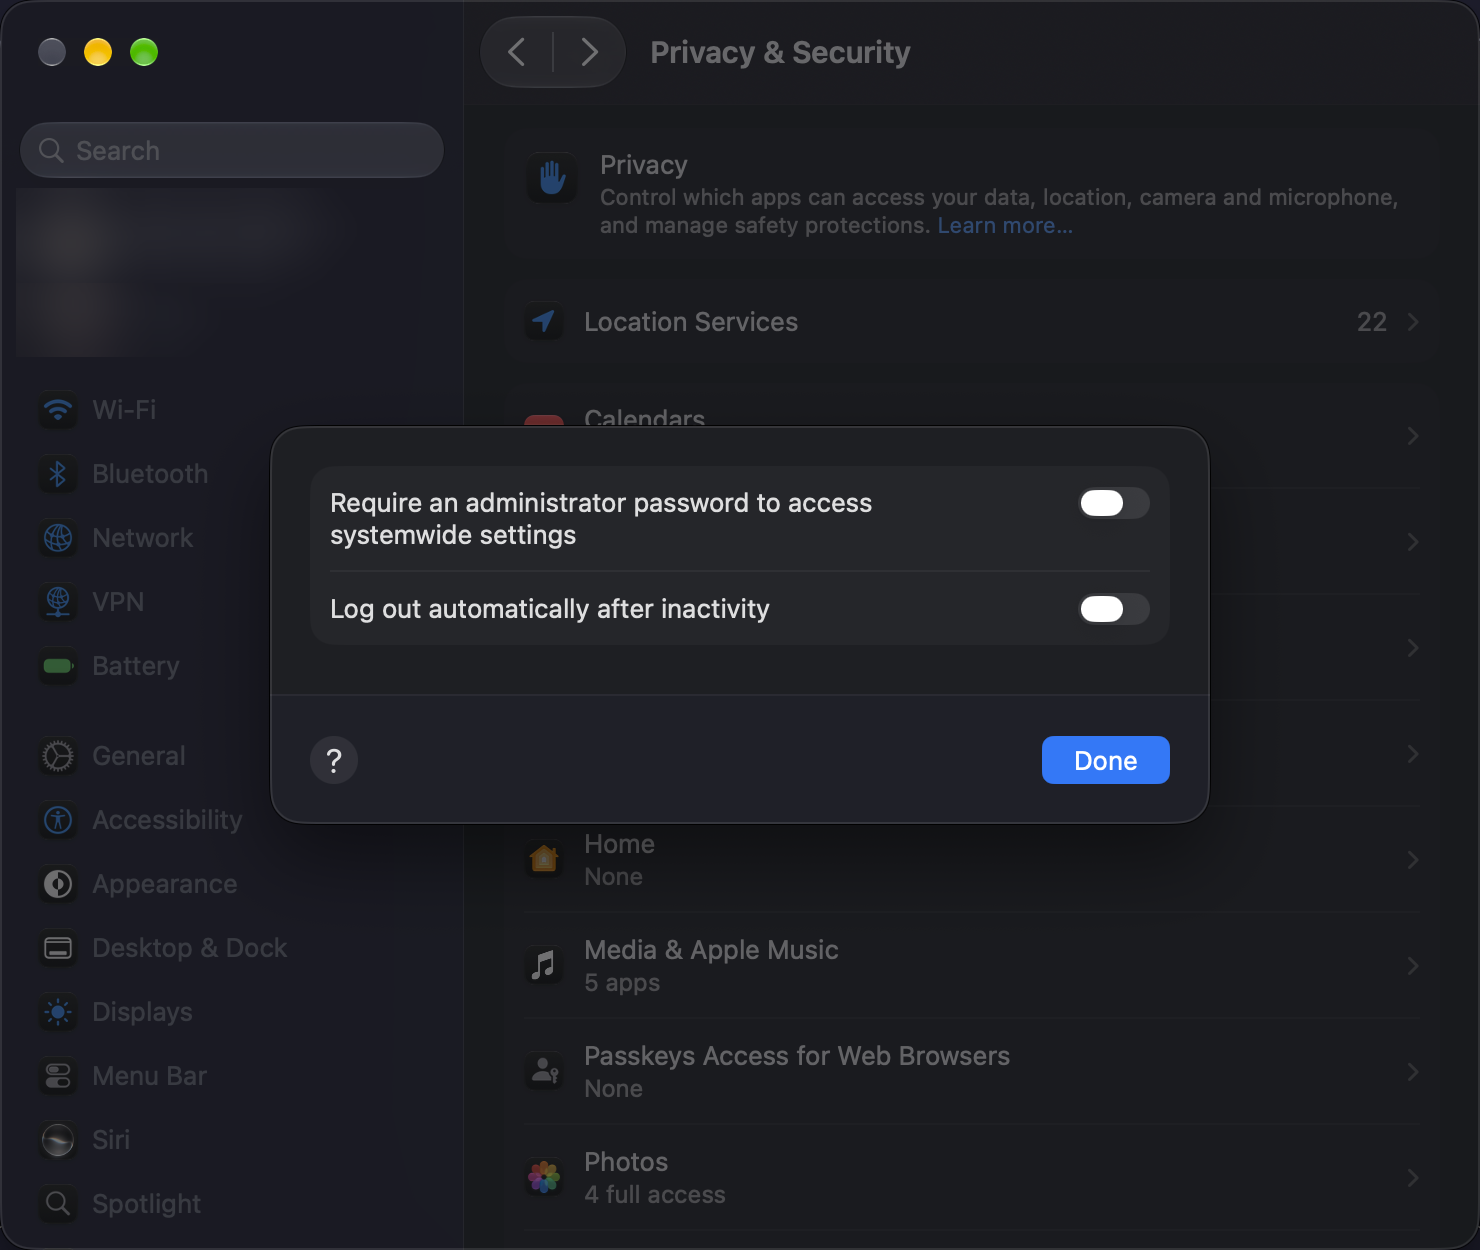 Privacy & Security
Search
Privacy
Control which apps can access your data, location, camera and microphone,
and manage safety protections. Learn more...
Location Services
22
Calendars
Wi-Fi
Bluetooth
Network
VPN
Battery
General
Accessibility
Appearance
Desktop & Dock
Displays
Menu Bar
Siri
Spotlight
Require an administrator password to access
systemwide settings
Log out automatically after inactivity
?
Done
Home
None
Media & Apple Music
5 apps
Passkeys Access for Web Browsers
None
Photos
4 full access